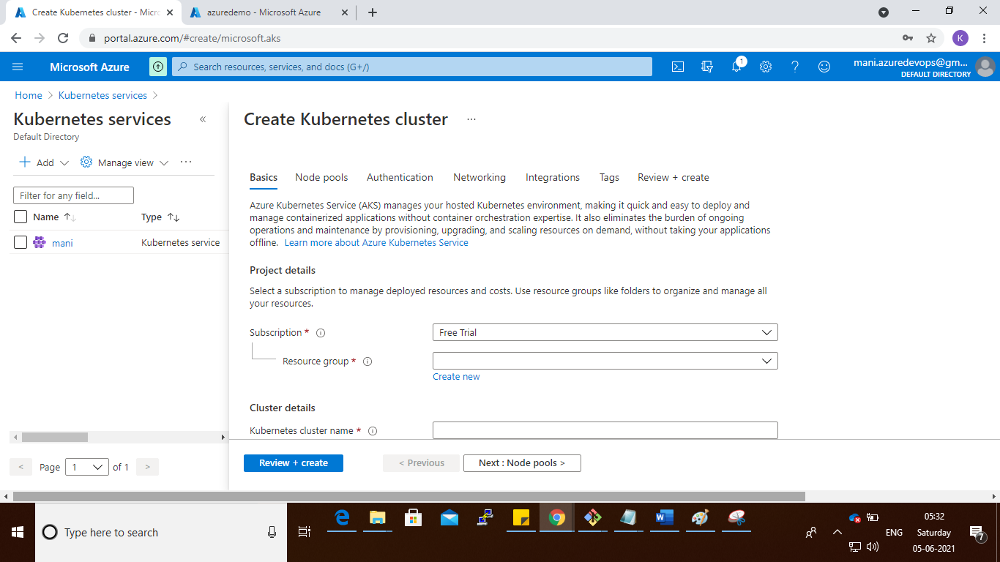 Create Kubernetes cluster - Micro
azuredemo - Microsoft Azure
portal.azure.com/#create/microsoft.aks
K
Microsoft Azure
Search resources, services, and docs (G+/)
1
mani.azuredevops@gm...
DEFAULT DIRECTORY
Home > Kubernetes services >
Kubernetes services
«
Default Directory
+ Add
Manage view
...
Filter for any field...
Name ↑↓
Type ↑↓
mani
Kubernetes service
< Page 1 of 1 >
Create Kubernetes cluster ...
Basics Node pools Authentication Networking Integrations Tags Review + create
Azure Kubernetes Service (AKS) manages your hosted Kubernetes environment, making it quick and easy to deploy and
manage containerized applications without container orchestration expertise. It also eliminates the burden of ongoing
operations and maintenance by provisioning, upgrading, and scaling resources on demand, without taking your applications
offline. Learn more about Azure Kubernetes Service
Project details
Select a subscription to manage deployed resources and costs. Use resource groups like folders to organize and manage all
your resources.
Subscription *
Free Trial
Resource group *
Create new
Cluster details
Kubernetes cluster name *
Review + create
< Previous
Next : Node pools >
Type here to search
ENG
05:32
Saturday
05-06-2021
7